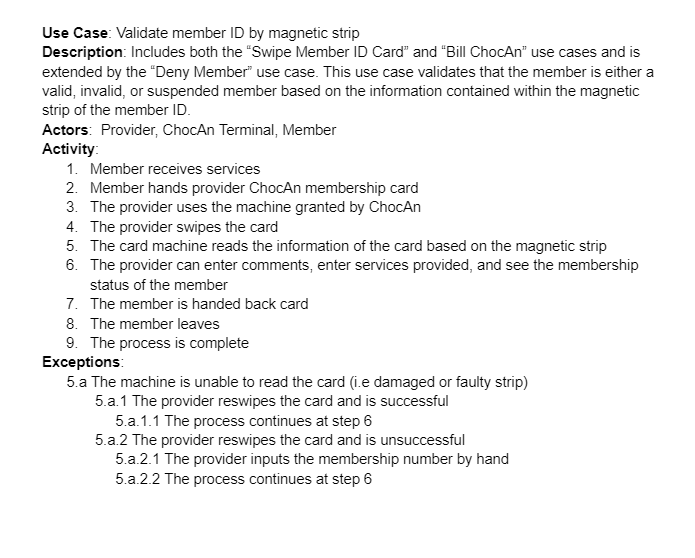 Use Case: Validate member ID by magnetic strip
Description: Includes both the “Swipe Member ID Card” and “Bill ChocAn” use cases and is
extended by the “Deny Member” use case. This use case validates that the member is either a
valid, invalid, or suspended member based on the information contained within the magnetic
strip of the member ID.
Actors: Provider, ChocAn Terminal, Member
Activity:
1. Member receives services
2. Member hands provider ChocAn membership card
3. The provider uses the machine granted by ChocAn
4. The provider swipes the card
5. The card machine reads the information of the card based on the magnetic strip
6. The provider can enter comments, enter services provided, and see the membership
status of the member
7. The member is handed back card
8. The member leaves
9. The process is complete
Exceptions:
5.a The machine is unable to read the card (i.e damaged or faulty strip)
5.a.1 The provider reswipes the card and is successful
5.a.1.1 The process continues at step 6
5.a.2 The provider reswipes the card and is unsuccessful
5.a.2.1 The provider inputs the membership number by hand
5.a.2.2 The process continues at step 6